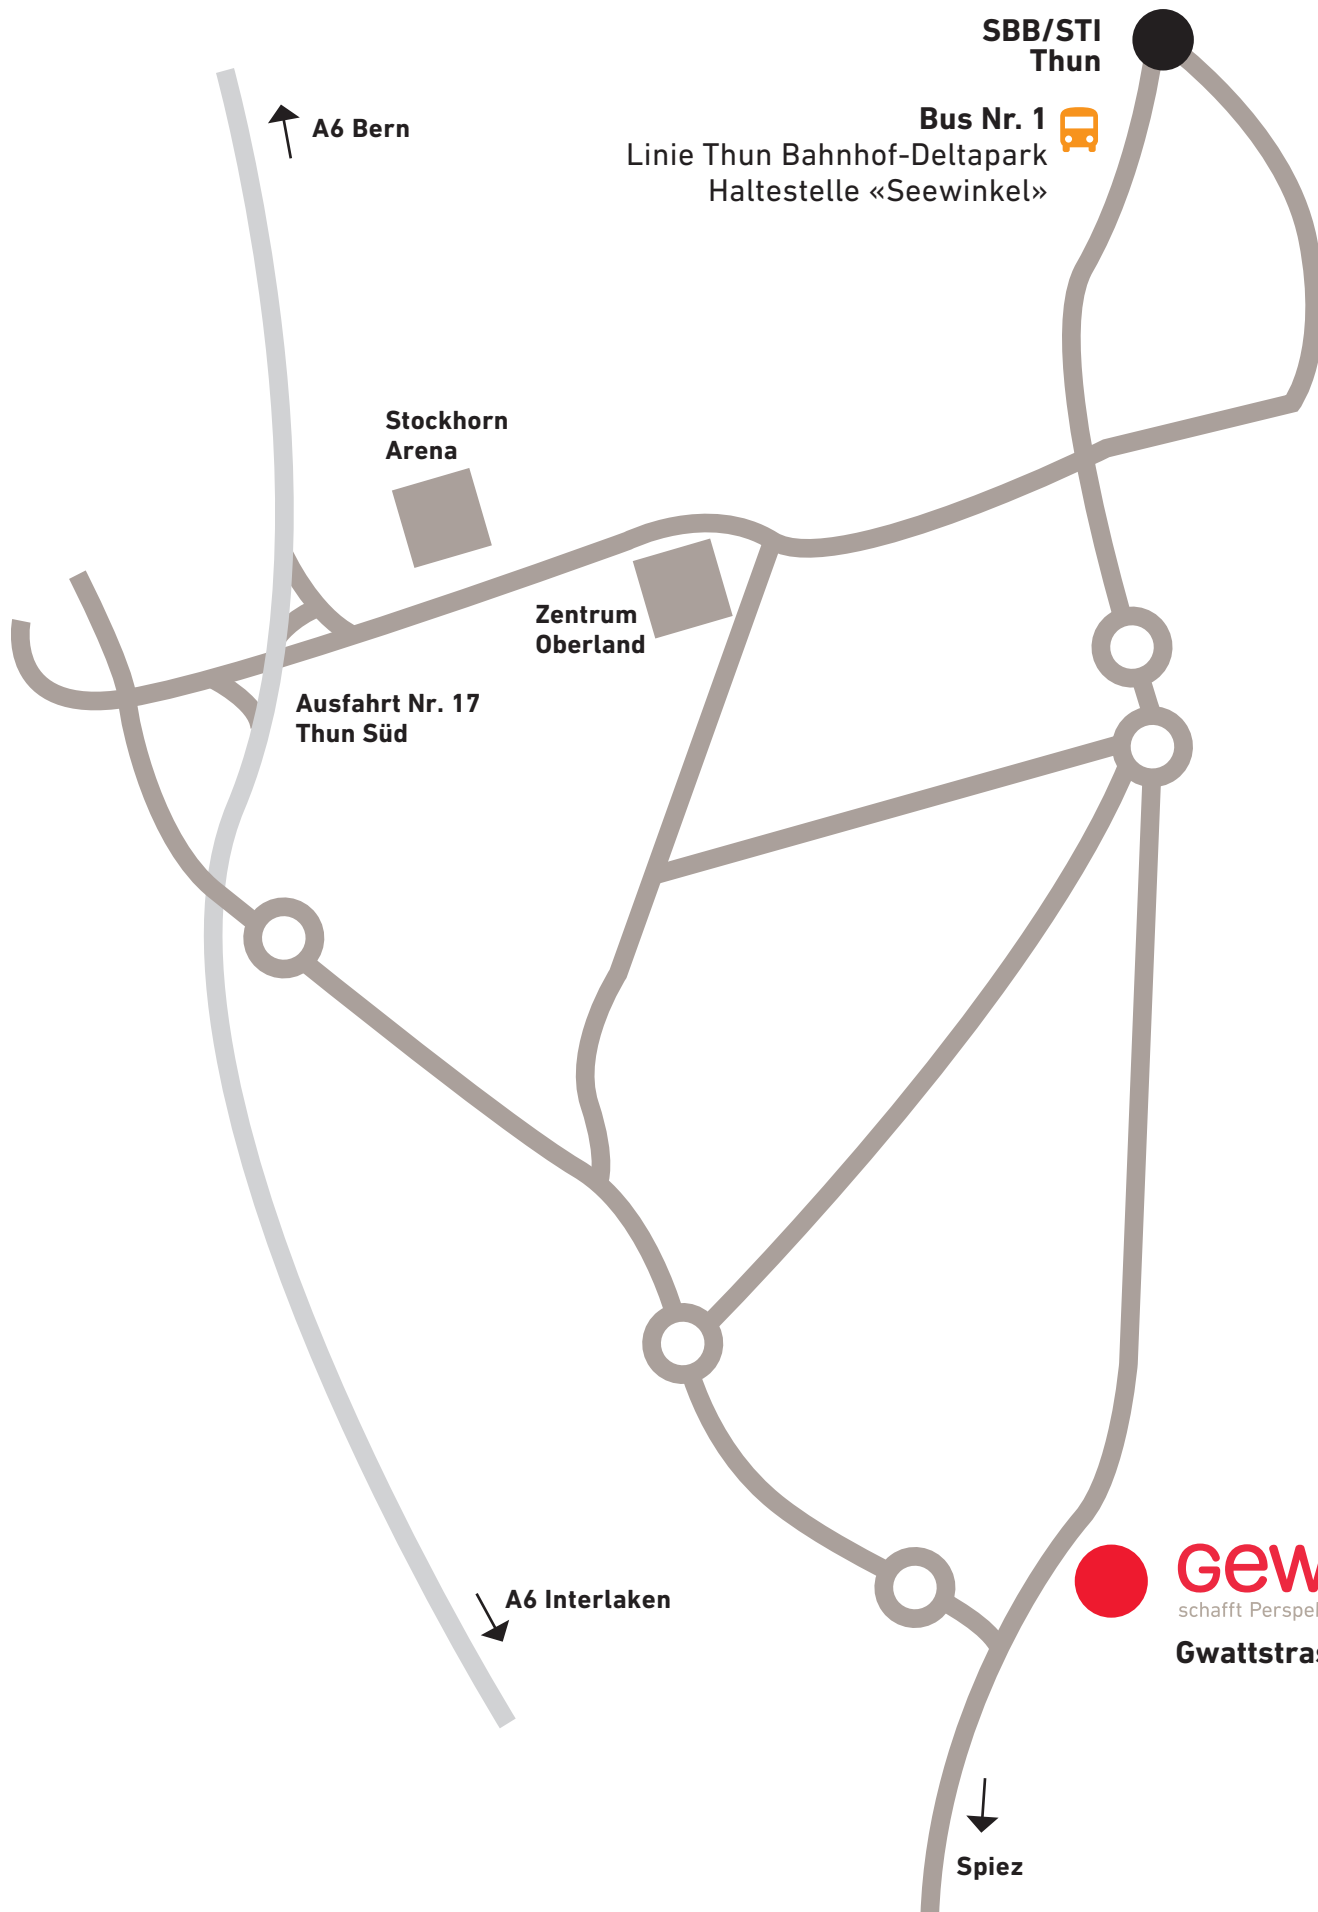 SBB/STI
Thun
Bus Nr. 1
Linie Thun Bahnhof-Deltapark
Haltestelle «Seewinkel»
A6 Bern
Stockhorn
Arena
Zentrum
Oberland
Ausfahrt Nr. 17
Thun Süd
A6 Interlaken
schafft
Spiez